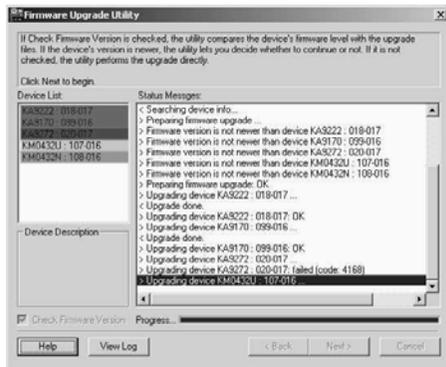 Firmware Upgrade Utility
If Check Firmware Version is checked, the utility compares the device's firmware level with the upgrade
files. If the device's version is newer, the utility lets you decide whether to continue or not. If it is not
checked, the utility performs the upgrade directly.
Click Next to begin.
Device List:
KA9222 : 018-017
KA9170 : 099-016
KA9272 : 020-017
KM0432U : 107-016
KM0432N : 108-016
Device Description
Status Messges:
< Searching device info...
> Preparing firmware upgrade ...
> Firmware version is not newer than device KA9222 : 018-017
> Firmware version is not newer than device KA9170 : 099-016
> Firmware version is not newer than device KA9272 : 020-017
> Firmware version is not newer than device KM0432U : 107-016
> Firmware version is not newer than device KM0432N : 108-016
> Preparing firmware upgrade: OK
> Upgrading device KA9222 : 018-017 ...
< Upgrade done.
> Upgrading device KA9222 : 018-017: OK
> Upgrading device KA9170 : 099-016 ...
< Upgrade done.
> Upgrading device KA9170 : 099-016: OK
> Upgrading device KA9272 : 020-017 ...
> Upgrading device KA9272 : 020-017: failed (code: 4168)
> Upgrading device KM0432U : 107-016 ...
Check Firmware Version
Progress...
Help
View Log
< Back
Next >
Cancel